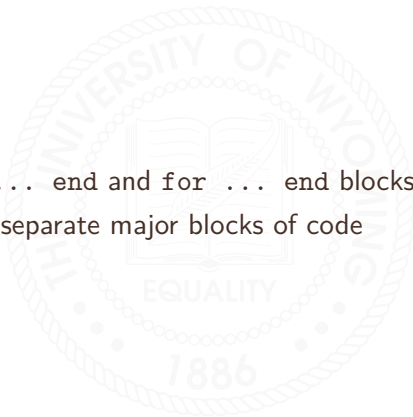 THE UNIVERSITY OF WYOMING
... end and for ... end blocks
separate major blocks of code
EQUALITY
1886